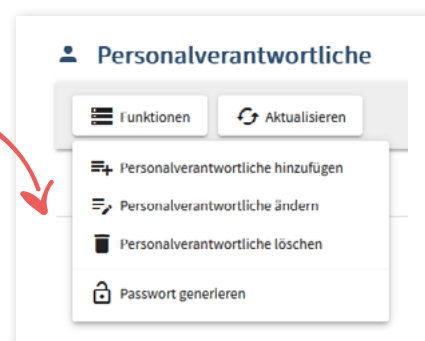 Personalverantwortliche
Funktionen Aktualisieren
Personalverantwortliche hinzufügen
Personalverantwortliche ändern
Personalverantwortliche löschen
Passwort generieren